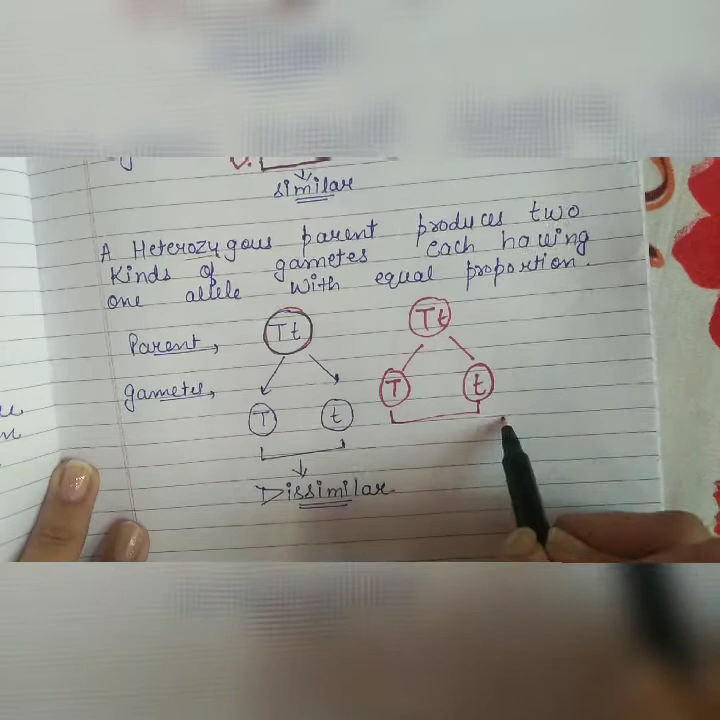 similar
A Heterozygous parent produces two
kinds of gametes each having
one allele with equal proportion.
Parent, Tt Tt
gametes, T t T t
Dissimilar